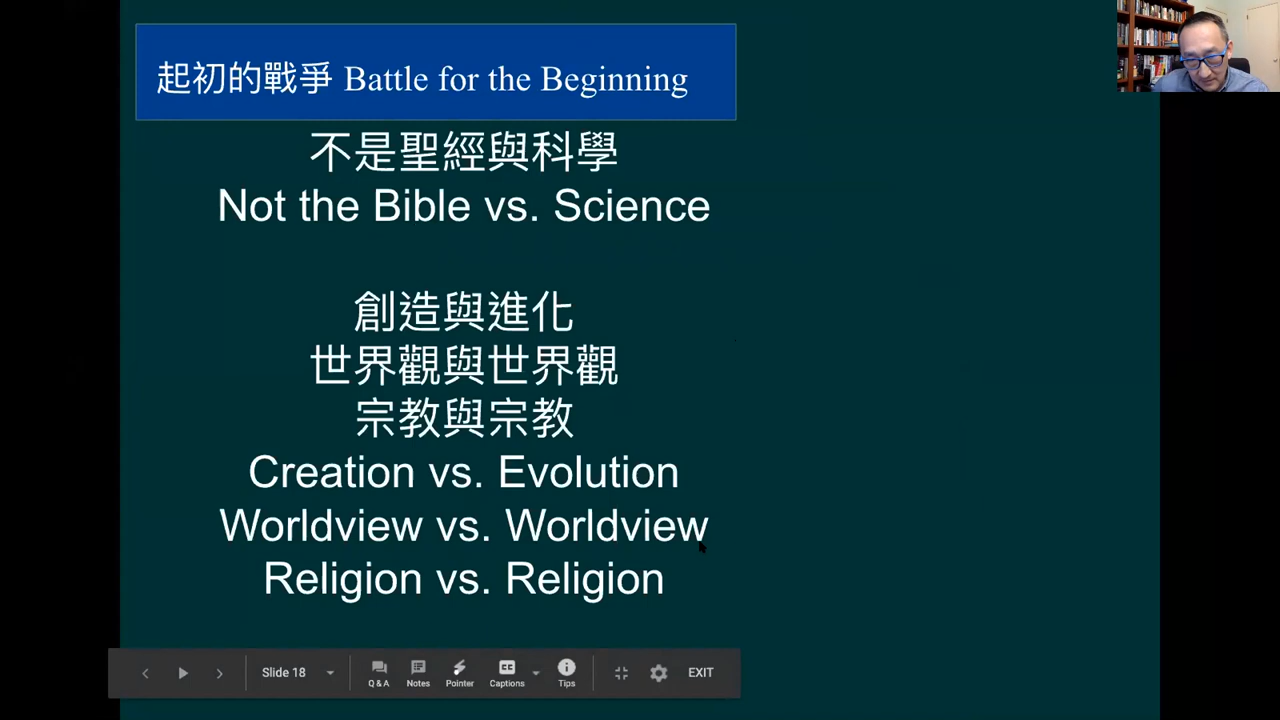 起初的戰爭 Battle for the Beginning
不是聖經與科學
Not the Bible vs. Science
創造與進化
世界觀與世界觀
宗教與宗教
Creation vs. Evolution
Worldview vs. Worldview
Religion vs. Religion
Slide 18
Q & A
Notes
Pointer
CC
Captions
Tips
EXIT